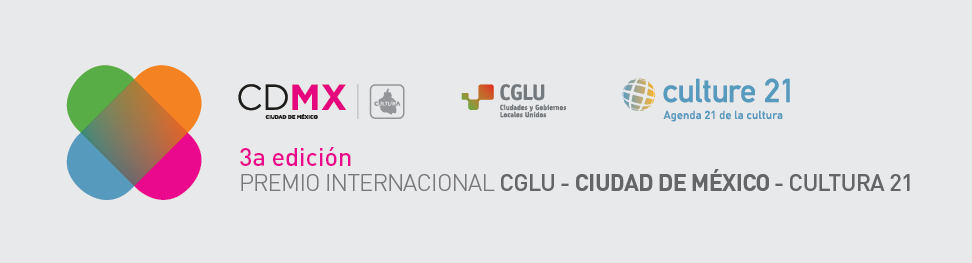 CDMX
CIUDAD DE MÉXICO
CULTURA
CGLU
Ciudades y Gobiernos
Locales Unidos
culture 21
Agenda 21 de la cultura
3a edición
PREMIO INTERNACIONAL CGLU - CIUDAD DE MÉXICO - CULTURA 21